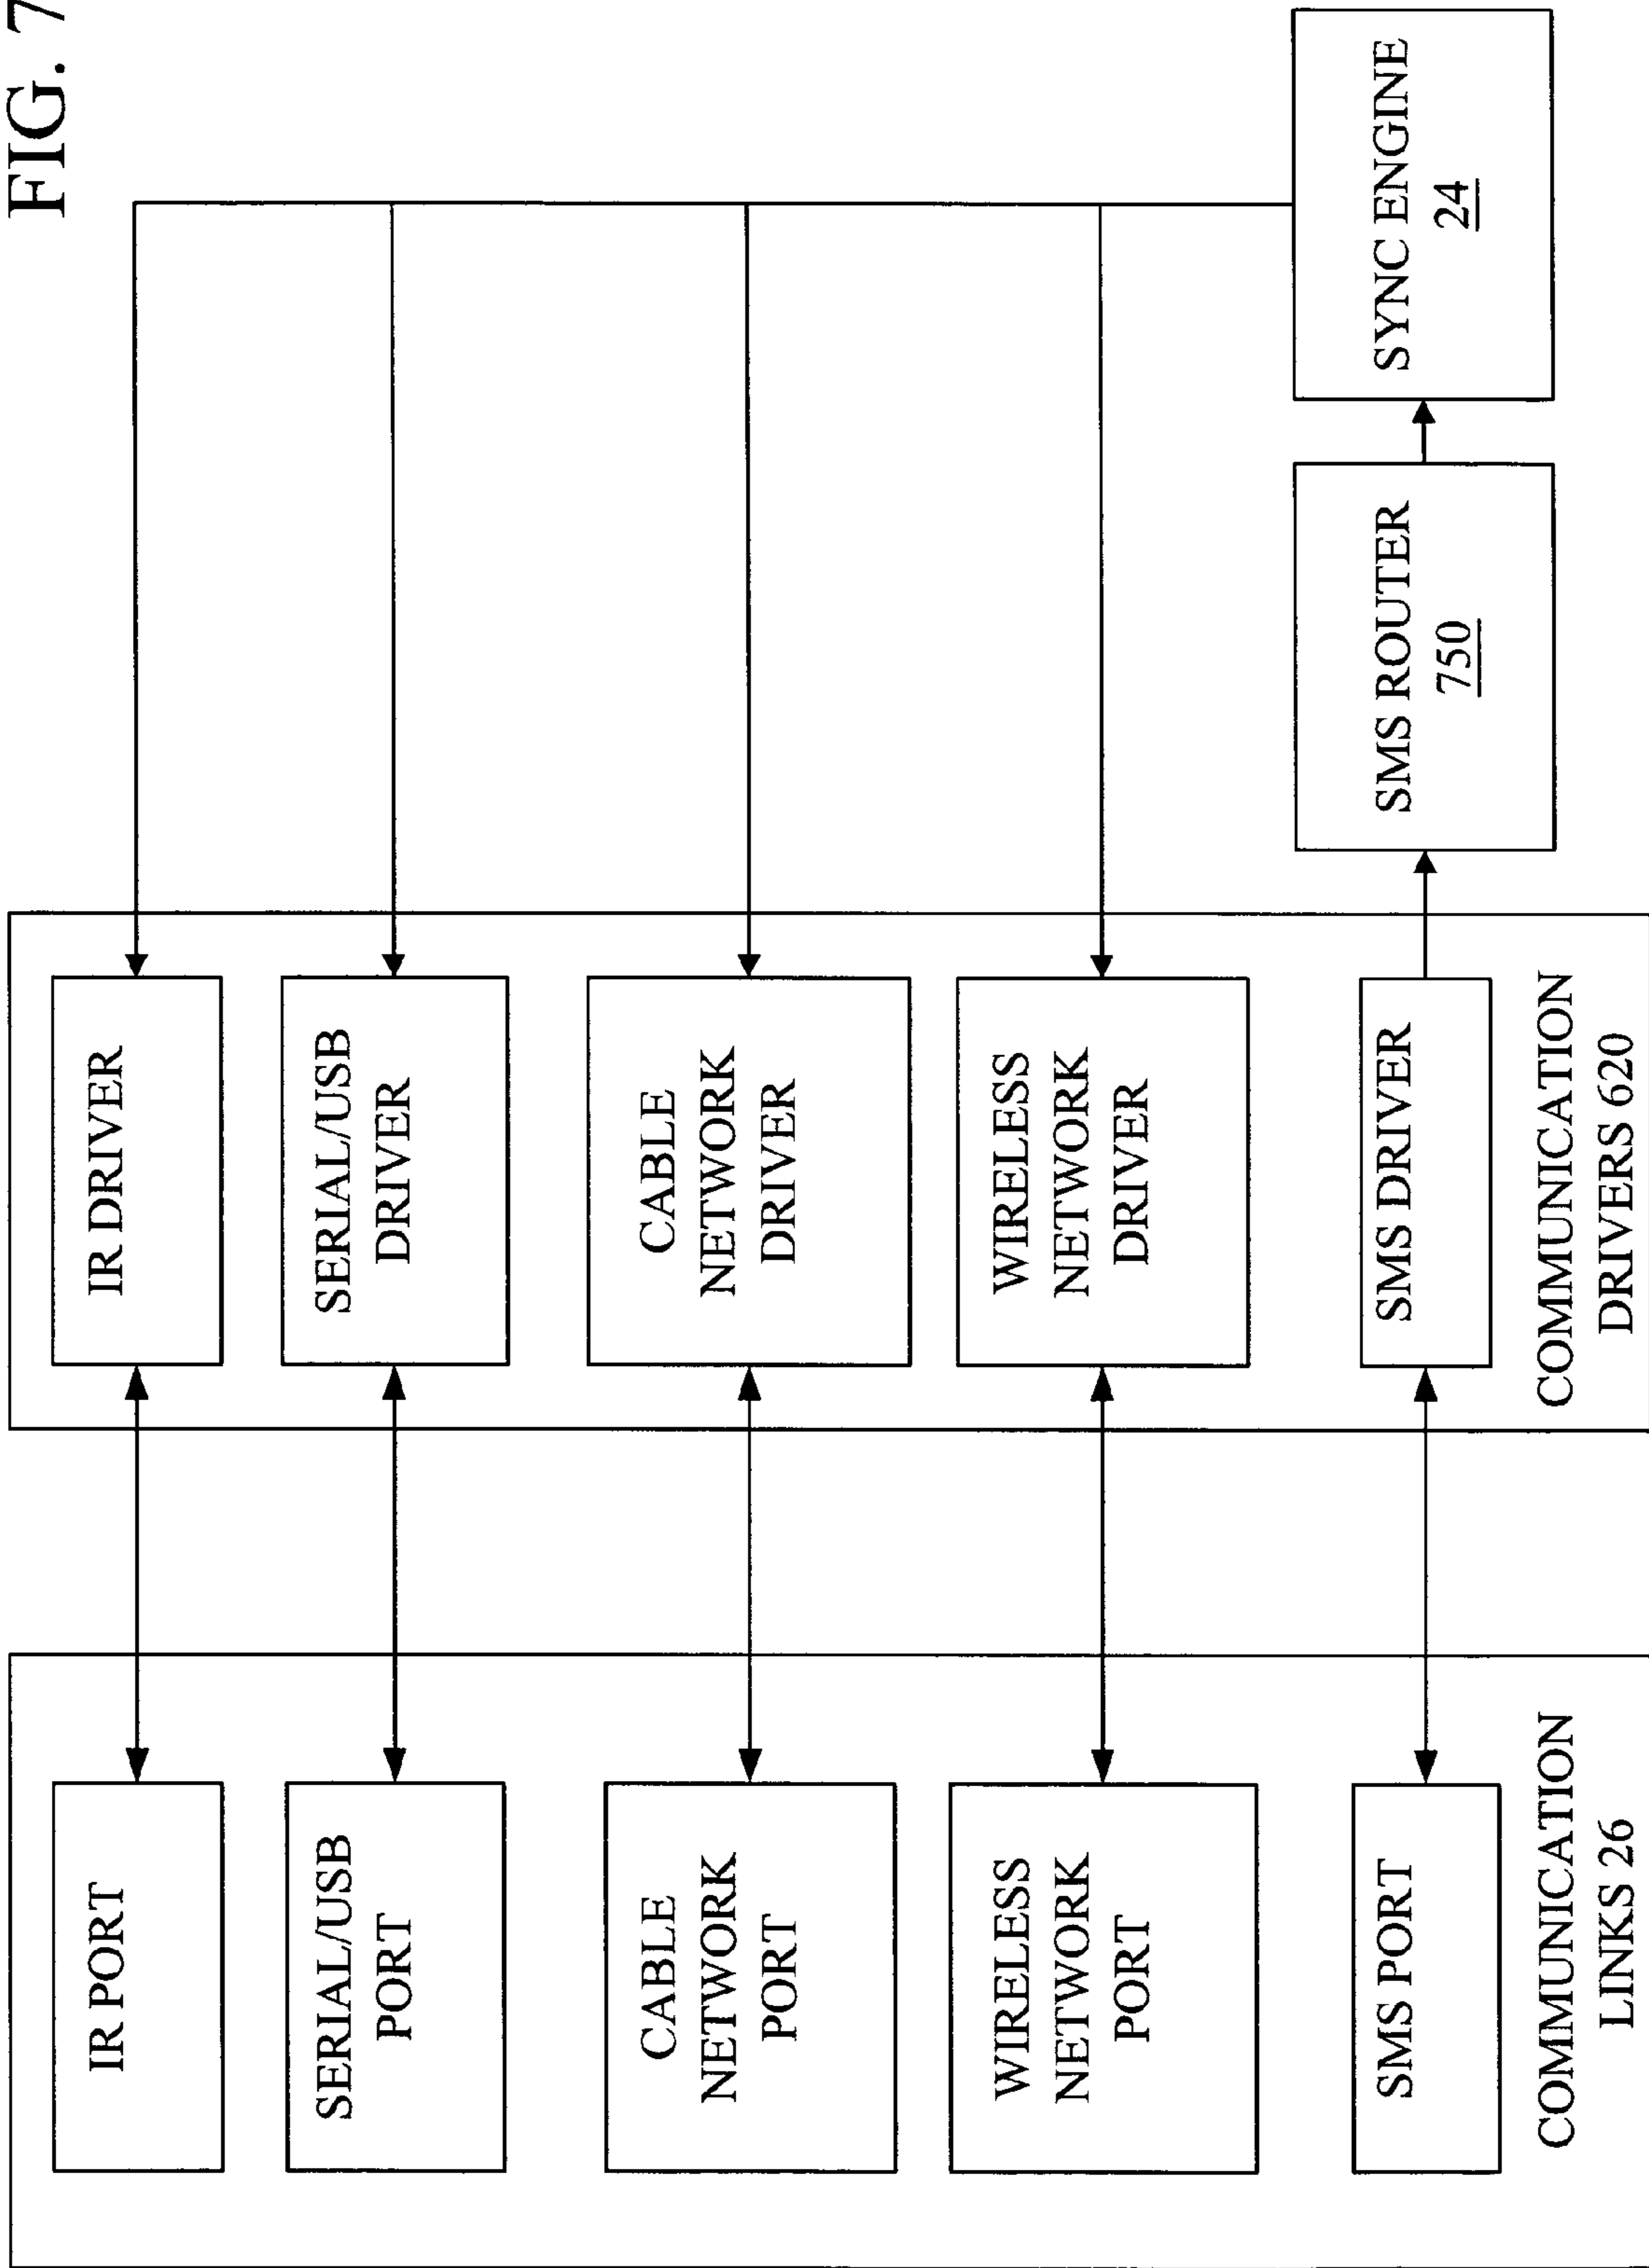 FIG. 7
IR PORT
SERIAL/USB
PORT
CABLE
NETWORK
PORT
WIRELESS
NETWORK
PORT
SMS PORT
COMMUNICATION
LINKS 26
IR DRIVER
SERIAL/USB
DRIVER
CABLE
NETWORK
DRIVER
WIRELESS
NETWORK
DRIVER
SMS DRIVER
COMMUNICATION
DRIVERS 620
SMS ROUTER
750
SYNC ENGINE
24